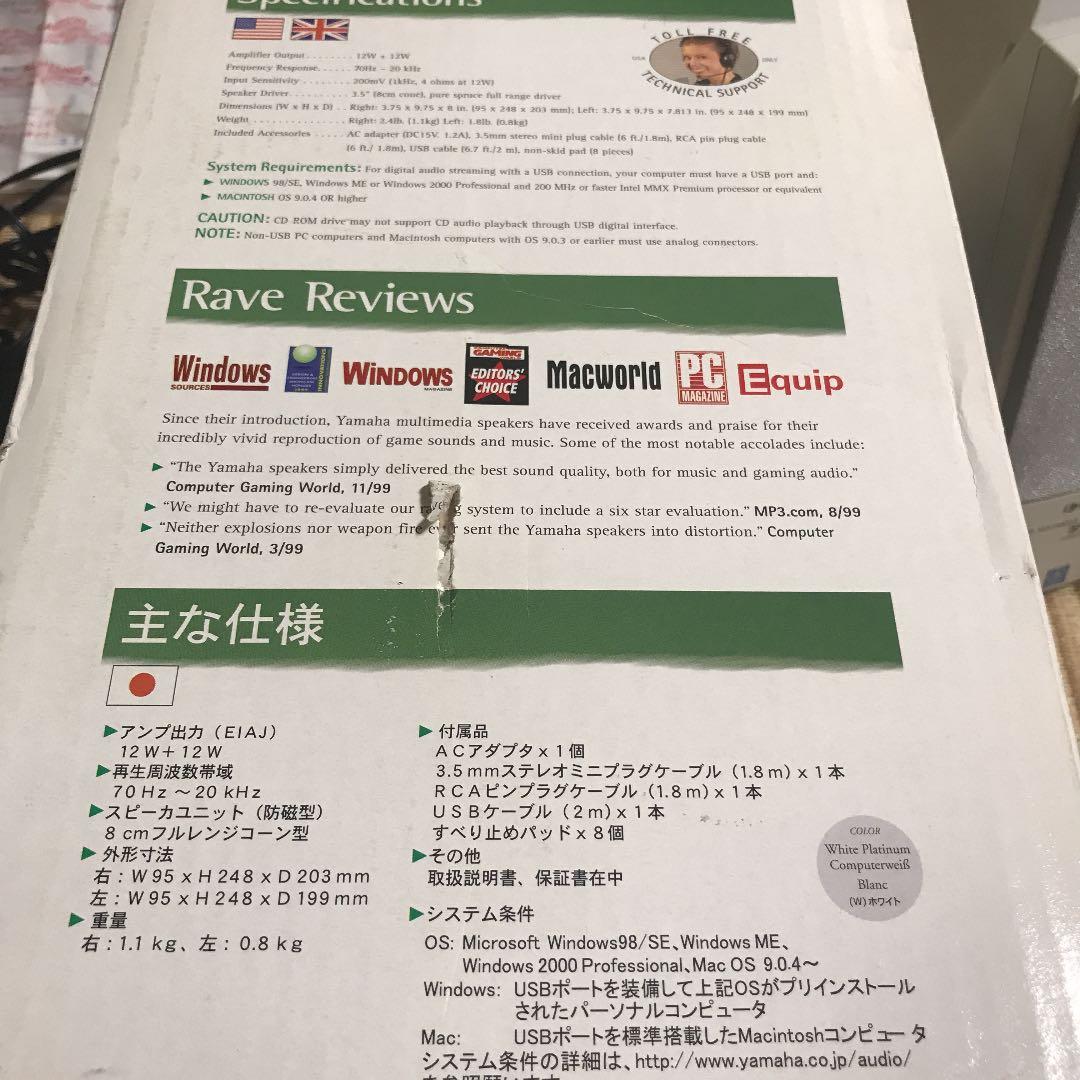 Specifications
TOLL FREE
USA ONLY
TECHNICAL SUPPORT
Amplifier Output . . . . . . . . 12W + 12W
Frequency Response. . . . . . 70Hz – 20 kHz
Input Sensitivity . . . . . . . . . 200mV (1kHz, 4 ohms at 12W)
Speaker Driver. . . . . . . . . . . 3.5" (8cm cone), pure spruce full range driver
Dimensions (W x H x D) . . Right: 3.75 x 9.75 x 8 in. (95 x 248 x 203 mm); Left: 3.75 x 9.75 x 7.813 in. (95 x 248 x 199 mm)
Weight . . . . . . . . . . . . . . . . . Right: 2.4lb. (1.1kg) Left: 1.8lb. (0.8kg)
Included Accessories . . . . . AC adapter (DC15V, 1.2A), 3.5mm stereo mini plug cable (6 ft./1.8m), RCA pin plug cable
(6 ft./ 1.8m), USB cable (6.7 ft./2 m), non-skid pad (8 pieces)
System Requirements: For digital audio streaming with a USB connection, your computer must have a USB port and:
▶ WINDOWS 98/SE, Windows ME or Windows 2000 Professional and 200 MHz or faster Intel MMX Premium processor or equivalent
▶ MACINTOSH OS 9.0.4 OR higher
CAUTION: CD ROM drive may not support CD audio playback through USB digital interface.
NOTE: Non-USB PC computers and Macintosh computers with OS 9.0.3 or earlier must use analog connectors.
Rave Reviews
Windows SOURCES
INNOVATIONS
WINDOWS MAGAZINE
GAMING EDITORS' CHOICE
Macworld
PC MAGAZINE
Equip
Since their introduction, Yamaha multimedia speakers have received awards and praise for their
incredibly vivid reproduction of game sounds and music. Some of the most notable accolades include:
▶ “The Yamaha speakers simply delivered the best sound quality, both for music and gaming audio.”
Computer Gaming World, 11/99
▶ “We might have to re-evaluate our system to include a six star evaluation.” MP3.com, 8/99
▶ “Neither explosions nor weapon fire ever sent the Yamaha speakers into distortion.” Computer
Gaming World, 3/99
主な仕様
▶アンプ出力（EIAJ）
12W＋12W
▶再生周波数帯域
70Hz ～20 kHz
▶スピーカユニット（防磁型）
8 cmフルレンジコーン型
▶ 外形寸法
右 : W 95 x H 248 x D 203 mm
左 : W 95 x H 248 x D 199 mm
▶ 重量
右 : 1.1 kg、左 : 0.8 kg
▶ 付属品
ＡＣアダプタ x 1 個
3.5 mmステレオミニプラグケーブル（1.8 m）x 1 本
ＲＣＡピンプラグケーブル（1.8 m）x 1 本
ＵＳＢケーブル（2 m）x 1 本
すべり止めパッド x 8 個
▶その他
取扱説明書、保証書在中
COLOR
White Platinum
Computerweiß
Blanc
(W)ホワイト
▶システム条件
OS: Microsoft Windows98/SE、Windows ME、
Windows 2000 Professional、Mac OS 9.0.4～
Windows: USBポートを装備して上記OSがプリインストール
されたパーソナルコンピュータ
Mac: USBポートを標準搭載したMacintoshコンピュータ
システム条件の詳細は、http://www.yamaha.co.jp/audio/
を参照願います